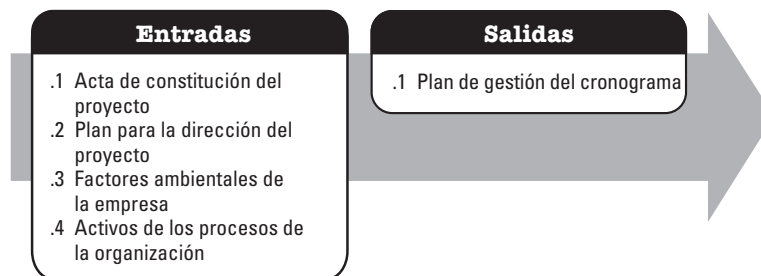 Entradas
.1 Acta de constitución del
proyecto
.2 Plan para la dirección del
proyecto
.3 Factores ambientales de
la empresa
.4 Activos de los procesos de
la organización
Salidas
.1 Plan de gestión del cronograma